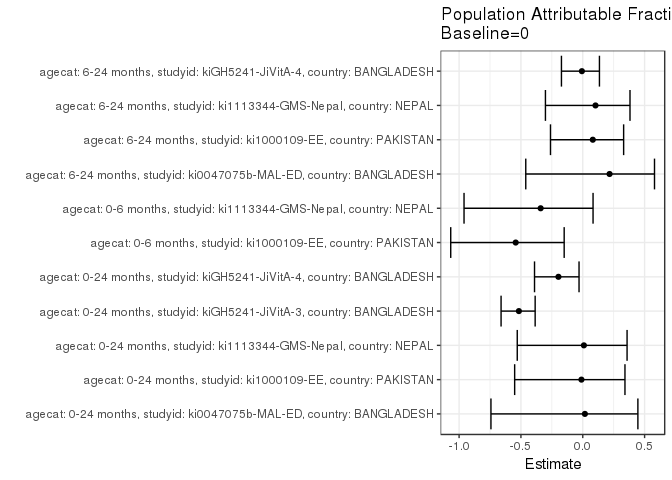 Population Attributable Fracti
Baseline=0
agecat: 6-24 months, studyid: kiGH5241-JiVitA-4, country: BANGLADESH
agecat: 6-24 months, studyid: ki1113344-GMS-Nepal, country: NEPAL
agecat: 6-24 months, studyid: ki1000109-EE, country: PAKISTAN
agecat: 6-24 months, studyid: ki0047075b-MAL-ED, country: BANGLADESH
agecat: 0-6 months, studyid: ki1113344-GMS-Nepal, country: NEPAL
agecat: 0-6 months, studyid: ki1000109-EE, country: PAKISTAN
agecat: 0-24 months, studyid: kiGH5241-JiVitA-4, country: BANGLADESH
agecat: 0-24 months, studyid: kiGH5241-JiVitA-3, country: BANGLADESH
agecat: 0-24 months, studyid: ki1113344-GMS-Nepal, country: NEPAL
agecat: 0-24 months, studyid: ki1000109-EE, country: PAKISTAN
agecat: 0-24 months, studyid: ki0047075b-MAL-ED, country: BANGLADESH
-1.0 -0.5 0.0 0.5
Estimate